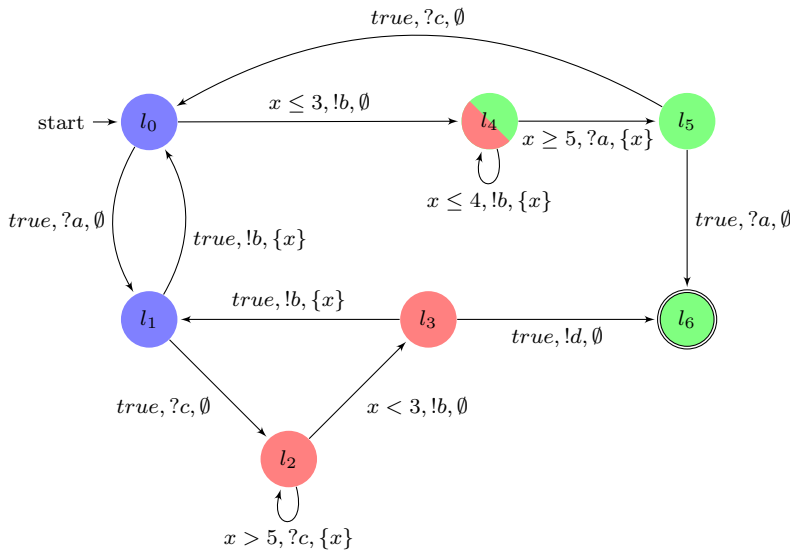 true, ?c, ∅
x ≤ 3, !b, ∅
start
l₀
l₄
l₅
x ≥ 5, ?a, {x}
x ≤ 4, !b, {x}
true, ?a, ∅
true, !b, {x}
true, ?a, ∅
true, !b, {x}
l₁
l₃
l₆
true, !d, ∅
true, ?c, ∅
x < 3, !b, ∅
l₂
x > 5, ?c, {x}